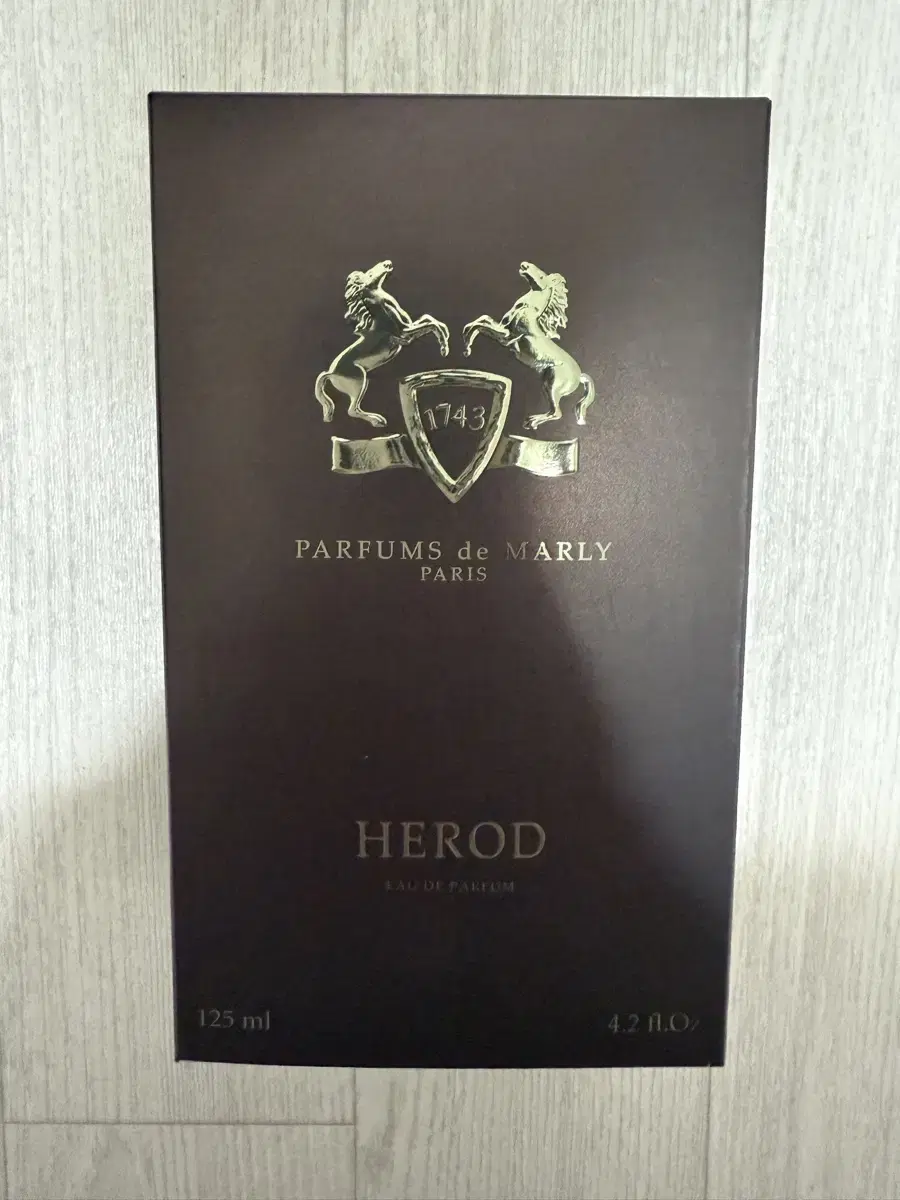 1743
PARFUMS de MARLY
PARIS
HEROD
EAU DE PARFUM
125 ml
4.2 fl.Oz